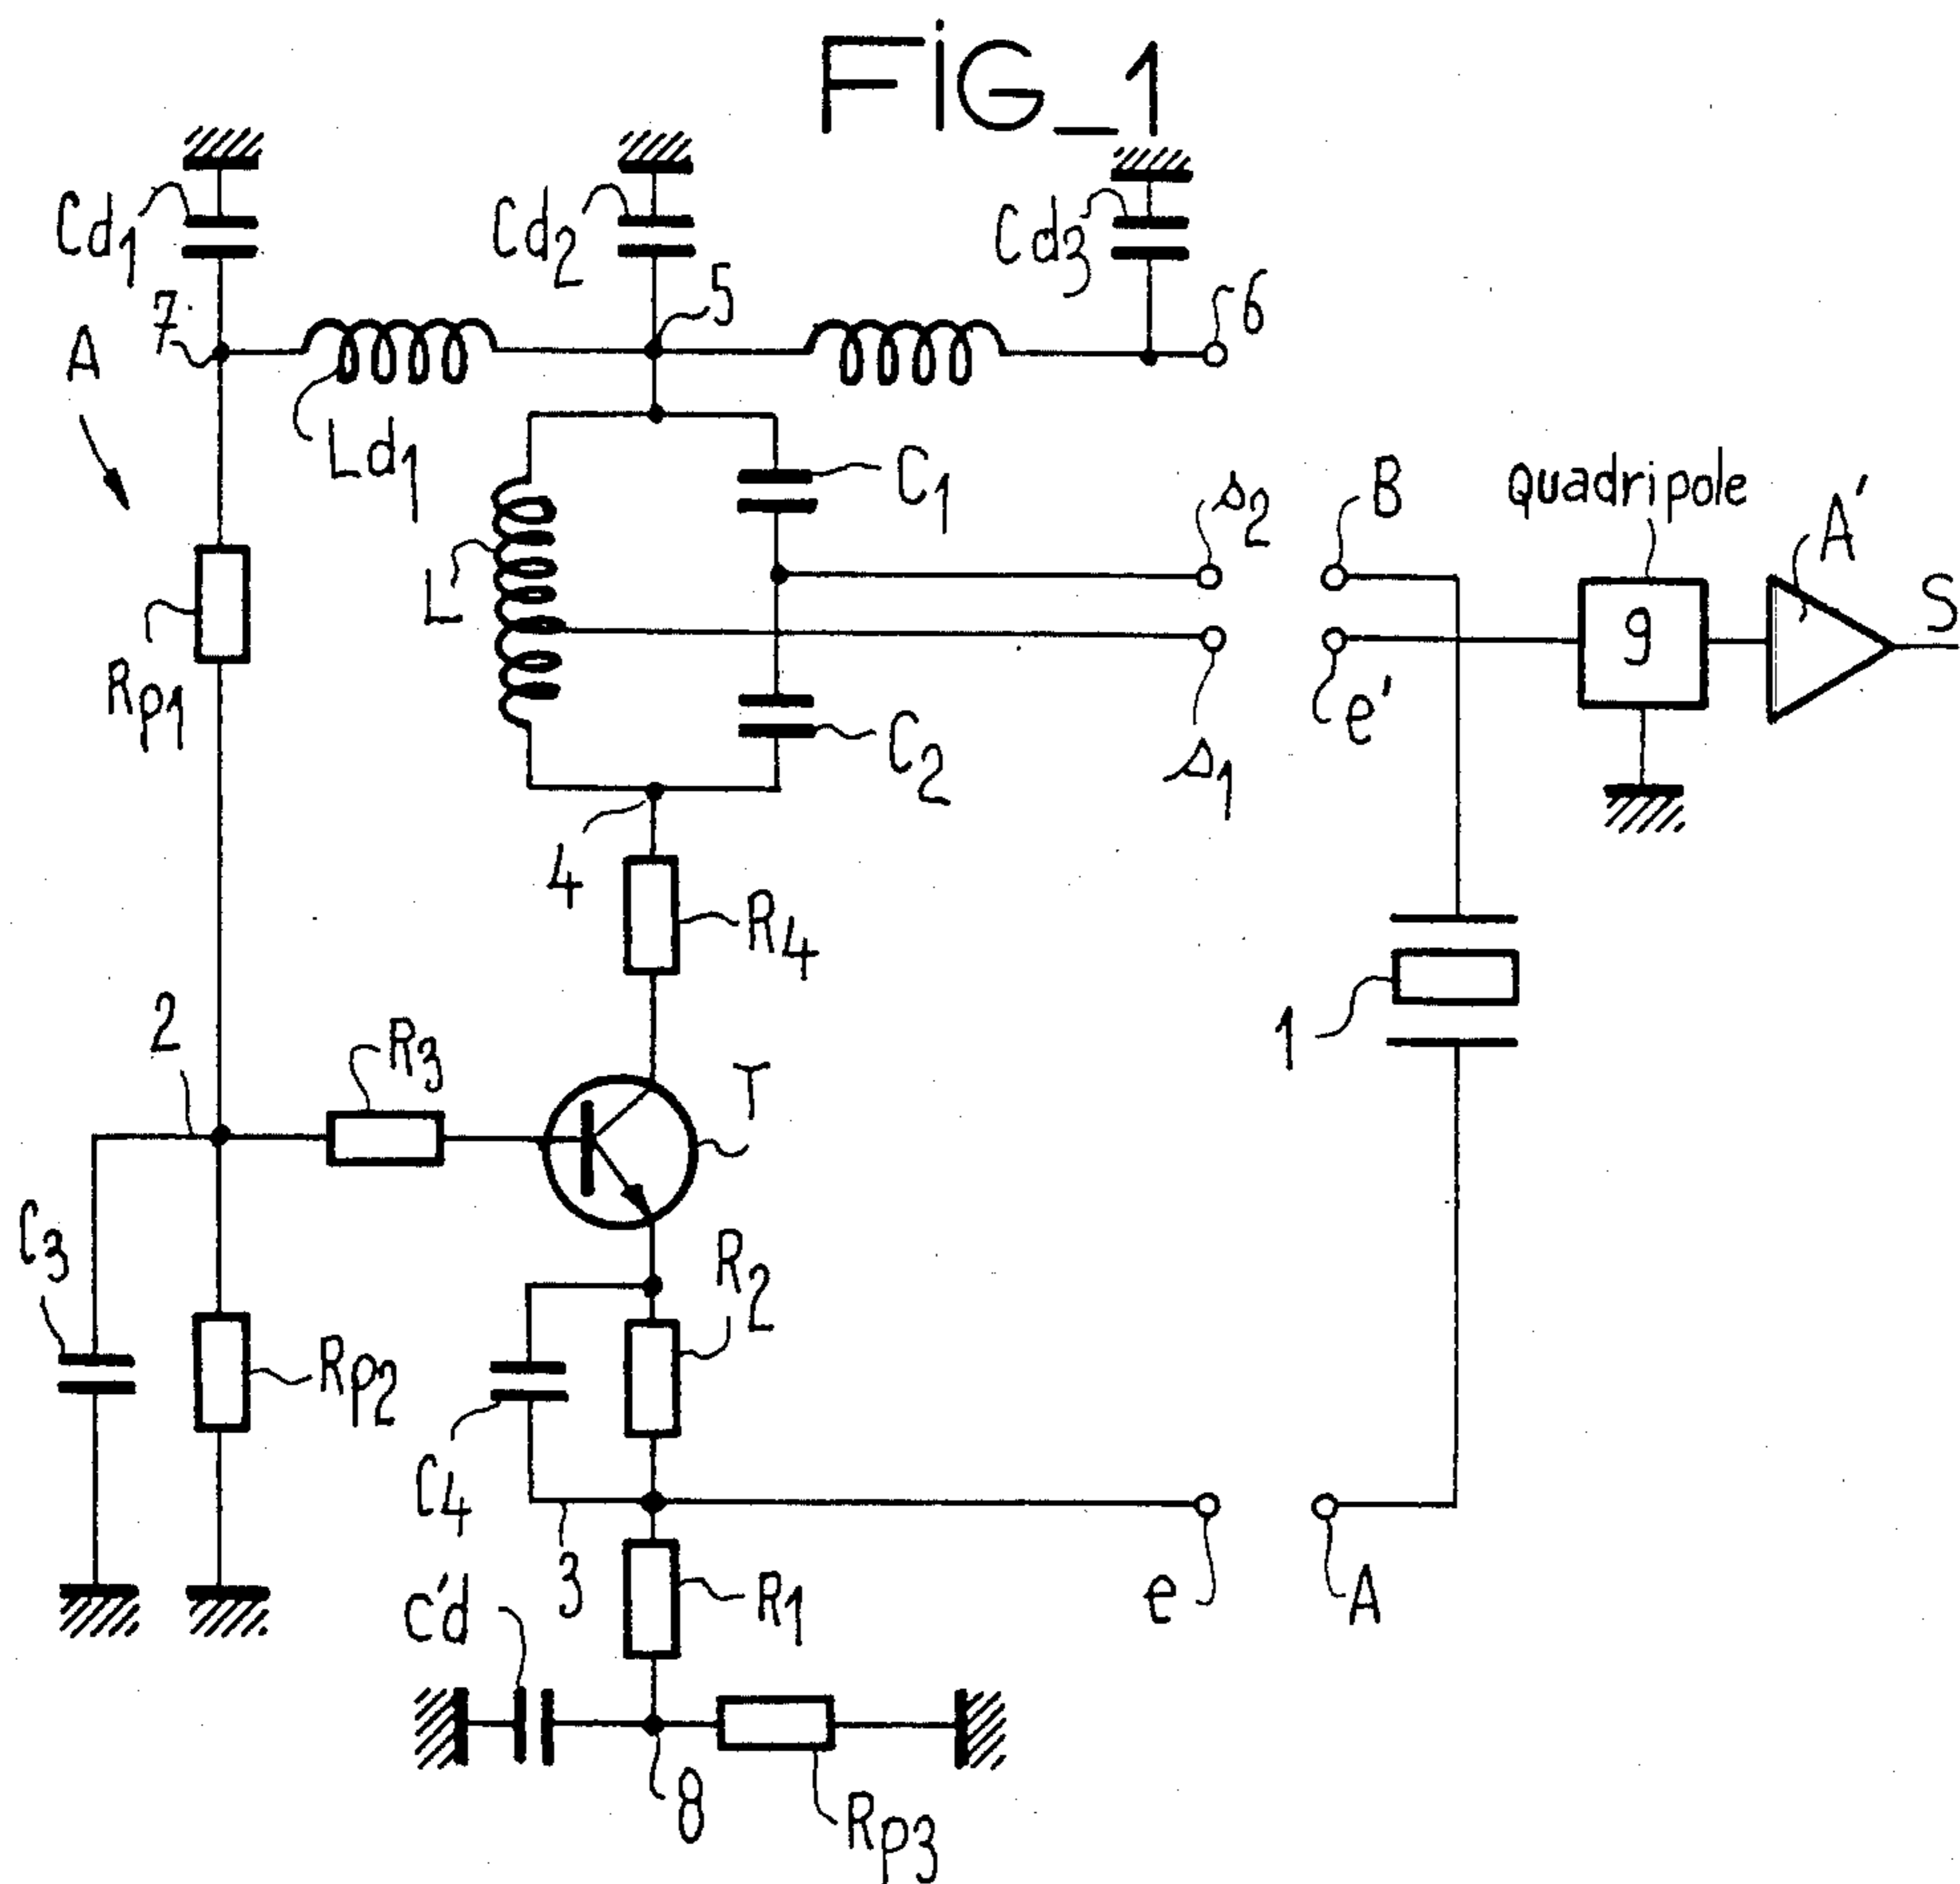 FIG_1
Cd1
Cd2
Cd3
7
5
6
A
Ld1
C1
s2
B
quadripole
A'
L
S
9
Rp1
e'
C2
s1
4
R4
1
2
R3
T
C3
R2
Rp2
C4
3
e
A
c'd
R1
8
Rp3